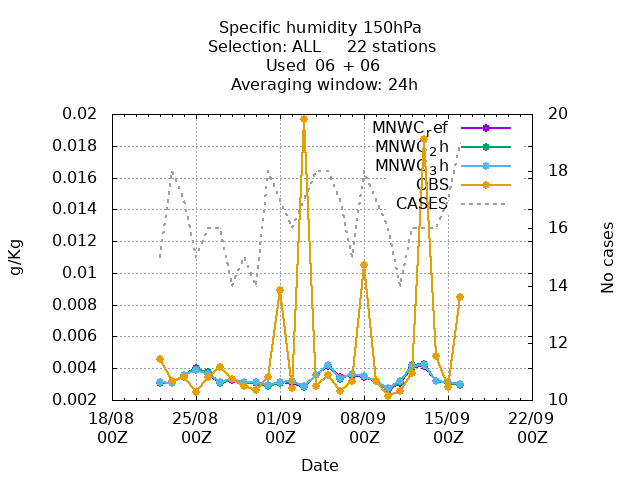 Specific humidity 150hPa
Selection: ALL 22 stations
Used 06 + 06
Averaging window: 24h
0.02
0.018
0.016
0.014
0.012
0.01
0.008
0.006
0.004
0.002
g/Kg
MNWCref
MNWC2h
MNWC3h
OBS
CASES
20
18
16
14
12
10
No cases
18/08 25/08 01/09 08/09 15/09 22/09
00Z 00Z 00Z 00Z 00Z 00Z
Date